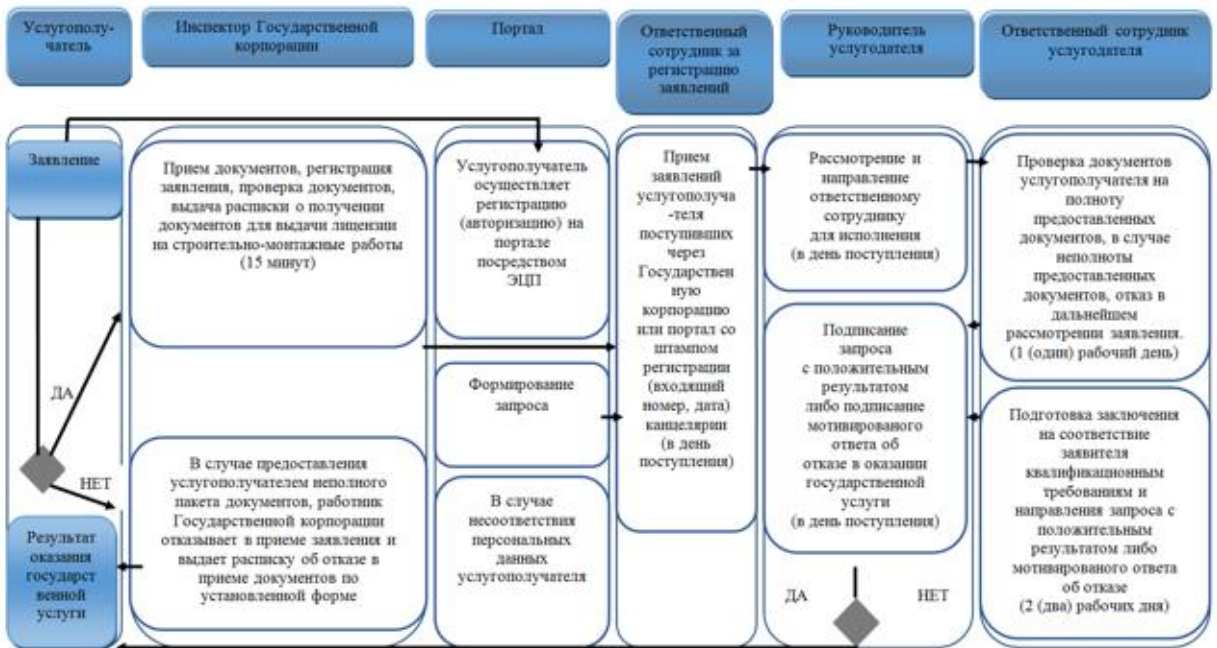 Услугополу-
чатель
Инспектор Государственной
корпорации
Портал
Ответственный
сотрудник за
регистрацию
заявлений
Руководитель
услугодателя
Ответственный сотрудник
услугодателя
Заявление
ДА
НЕТ
Результат
оказания
государст
венной
услуги
Прием документов, регистрация
заявления, проверка документов,
выдача расписки о получении
документов для выдачи лицензии
на строительно-монтажные работы
(15 минут)
В случае предоставления
услугополучателем неполного
пакета документов, работник
Государственной корпорации
отказывает в приеме заявления и
выдает расписку об отказе в
приеме документов по
установленной форме
Услугополучатель
осуществляет
регистрацию
(авторизацию) на
портале
посредством
ЭЦП
Формирование
запроса
В случае
несоответствия
персональных
данных
услугополучателя
Прием
заявлений
услугополуча
-теля
поступивших
через
Государствен
ную
корпорацию
или портал со
штампом
регистрации
(входящий
номер, дата)
канцелярии
(в день
поступления)
Рассмотрение и
направление
ответственному
сотруднику
для исполнения
(в день поступления)
Подписание
запроса
с положительным
результатом
либо подписание
мотивированого
ответа об
отказе в оказании
государственной
услуги
(в день поступления)
ДА
НЕТ
Проверка документов
услугополучателя на
полноту
предоставленных
документов, в случае
неполноты
предоставленных
документов, отказ в
дальнейшем
рассмотрении заявления.
(1 (один) рабочий день)
Подготовка заключения
на соответствие
заявителя
квалификационным
требованиям и
направления запроса с
положительным
результатом либо
мотивированого ответа
об отказе
(2 (два) рабочих дня)